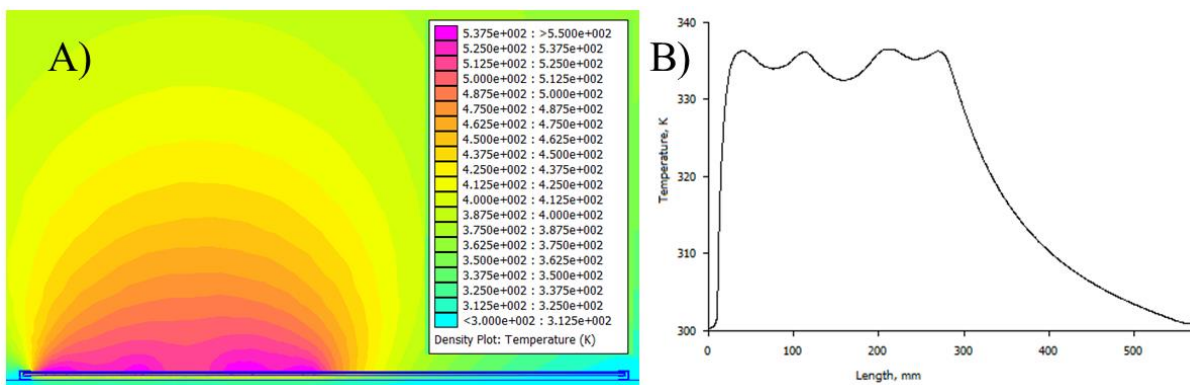 A)
5.375e+002 : >5.500e+002
5.250e+002 : 5.375e+002
5.125e+002 : 5.250e+002
5.000e+002 : 5.125e+002
4.875e+002 : 5.000e+002
4.750e+002 : 4.875e+002
4.625e+002 : 4.750e+002
4.500e+002 : 4.625e+002
4.375e+002 : 4.500e+002
4.250e+002 : 4.375e+002
4.125e+002 : 4.250e+002
4.000e+002 : 4.125e+002
3.875e+002 : 4.000e+002
3.750e+002 : 3.875e+002
3.625e+002 : 3.750e+002
3.500e+002 : 3.625e+002
3.375e+002 : 3.500e+002
3.250e+002 : 3.375e+002
3.125e+002 : 3.250e+002
<3.000e+002 : 3.125e+002
Density Plot: Temperature (K)
B)
Temperature, K
340
330
320
310
300
0 100 200 300 400 500
Length, mm